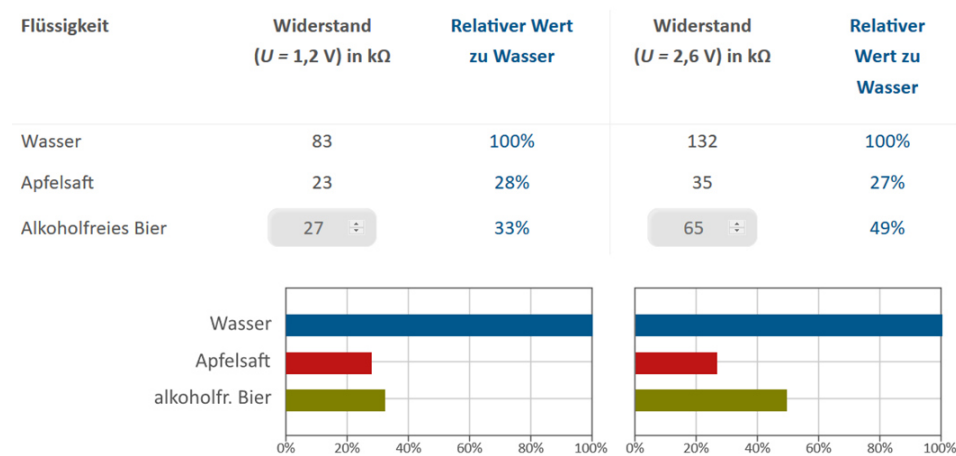 Flüssigkeit Widerstand Relativer Wert Widerstand Relativer
(U = 1,2 V) in kΩ zu Wasser (U = 2,6 V) in kΩ Wert zu
Wasser
Wasser 83 100% 132 100%
Apfelsaft 23 28% 35 27%
Alkoholfreies Bier 27 33% 65 49%
Wasser
Apfelsaft
alkoholfr. Bier
0% 20% 40% 60% 80% 100% 0% 20% 40% 60% 80% 100%